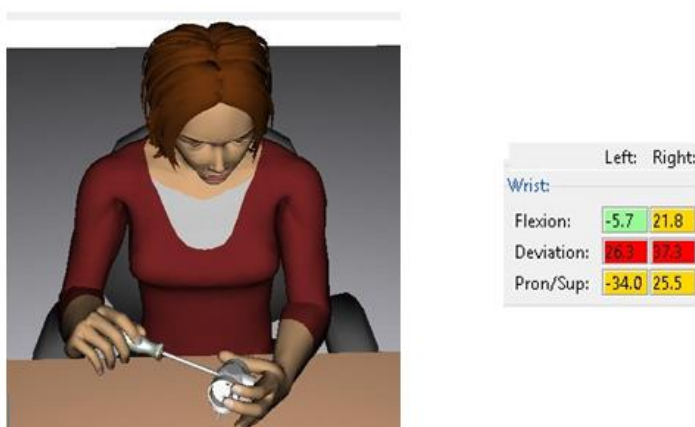 Left: Right:
Wrist:
Flexion: -5.7 21.8
Deviation: 26.3 37.3
Pron/Sup: -34.0 25.5